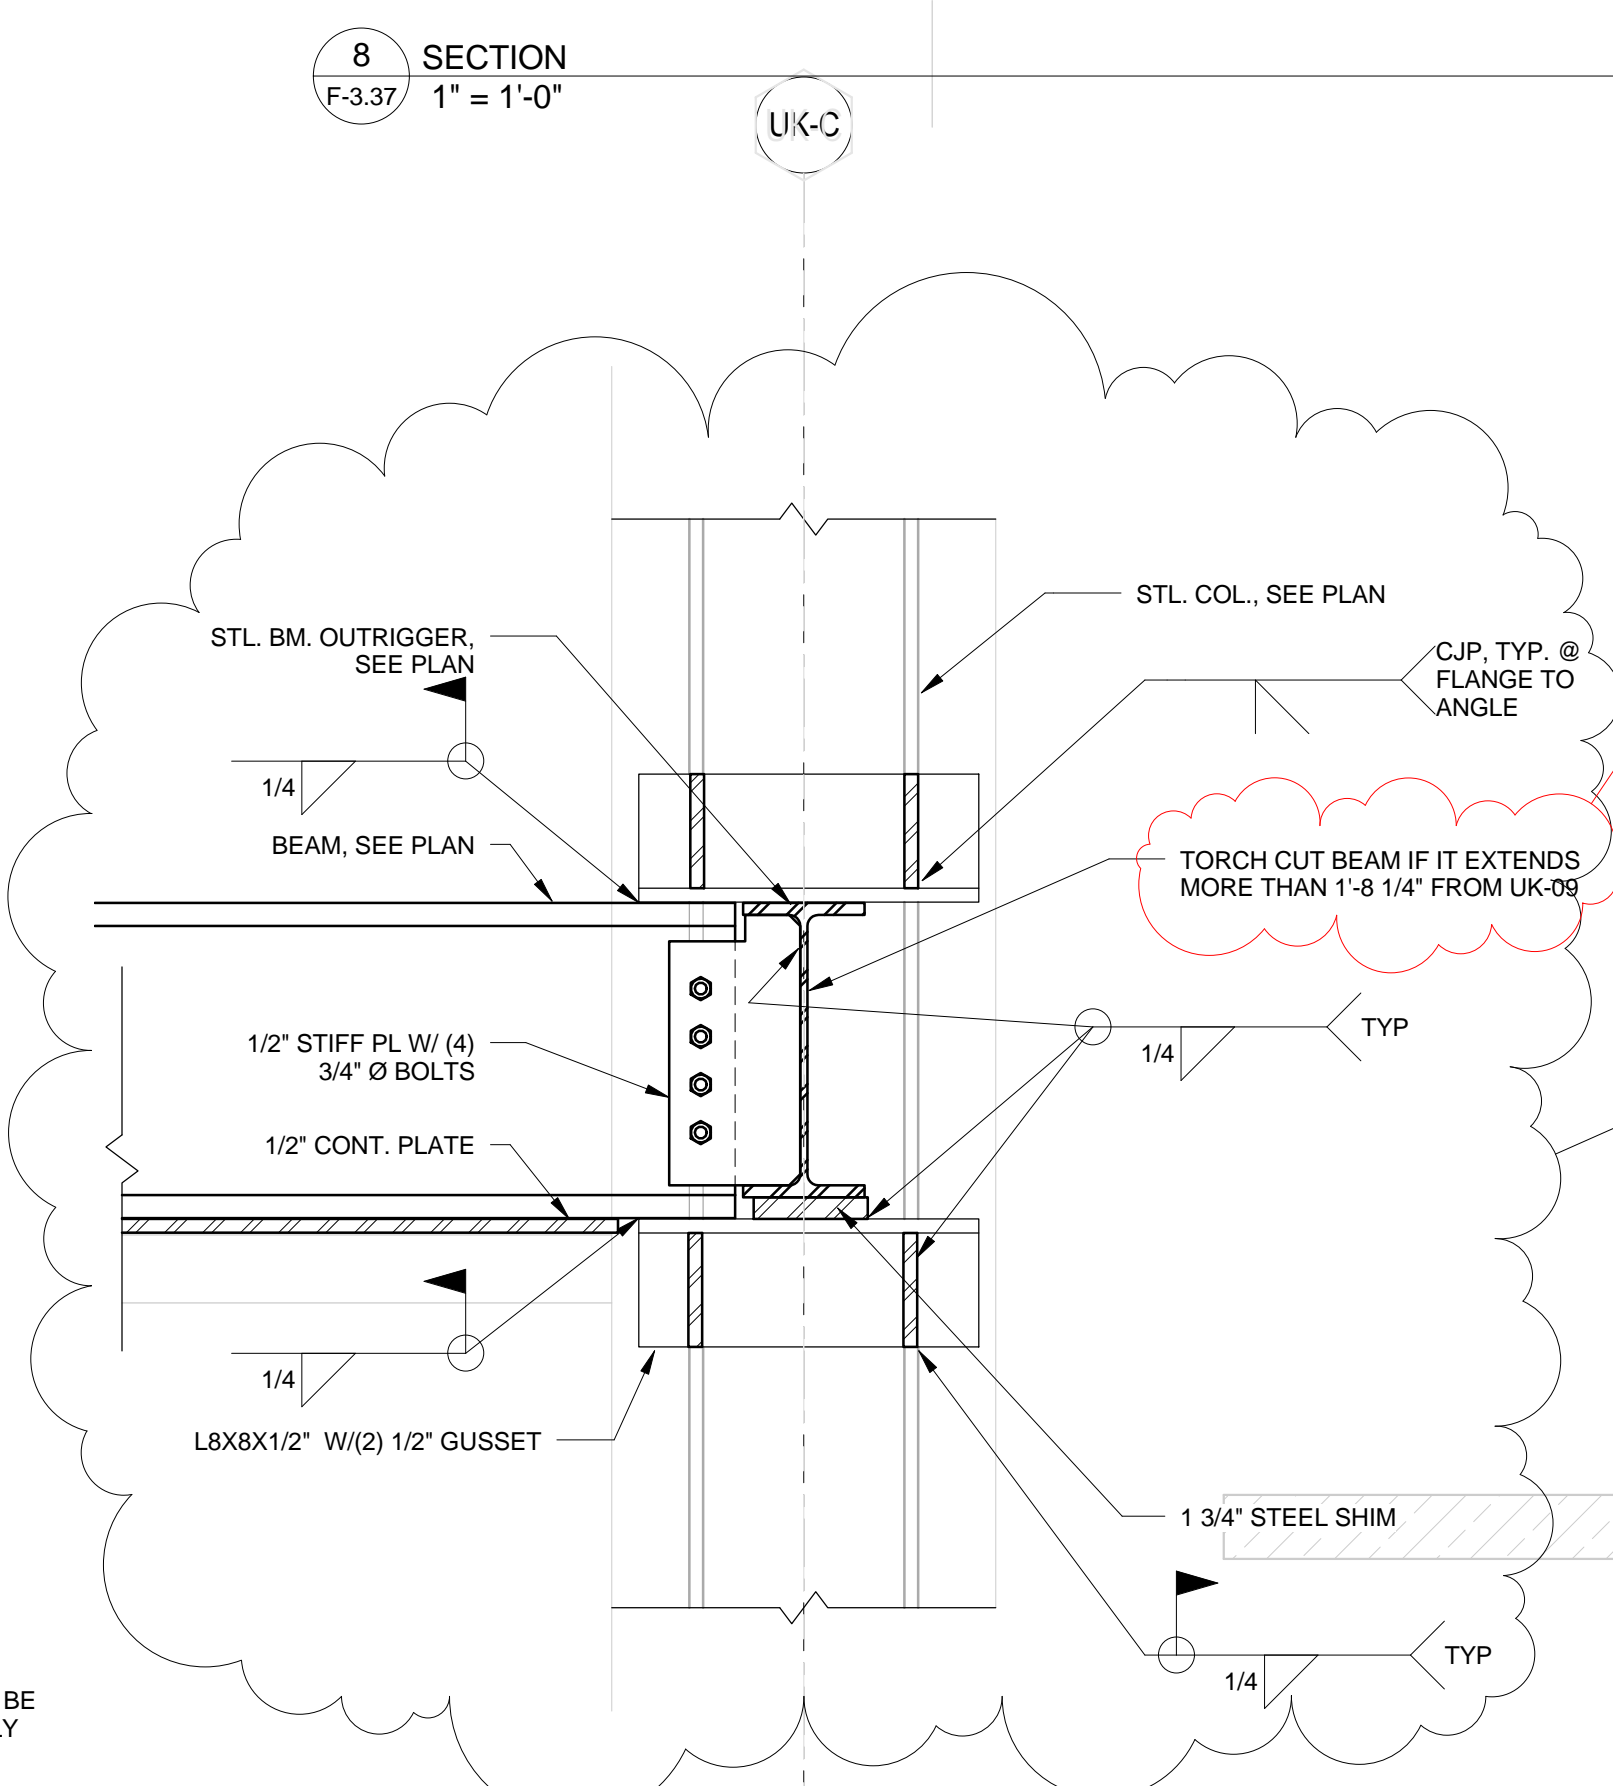 8
F-3.37
SECTION
1" = 1'-0"
UK-C
STL. BM. OUTRIGGER,
SEE PLAN
STL. COL., SEE PLAN
CJP, TYP. @
FLANGE TO
ANGLE
1/4
BEAM, SEE PLAN
TORCH CUT BEAM IF IT EXTENDS
MORE THAN 1'-8 1/4" FROM UK-09
1/2" STIFF PL W/ (4)
3/4" Ø BOLTS
TYP
1/4
1/2" CONT. PLATE
1/4
L8X8X1/2" W/(2) 1/2" GUSSET
1 3/4" STEEL SHIM
TYP
1/4
BE